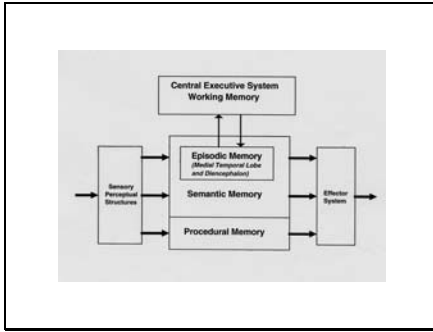 Central Executive System
Working Memory
Episodic Memory
(Medial Temporal Lobe
and Diencephalon)
Sensory
Perceptual
Structures
Semantic Memory
Effector
System
Procedural Memory